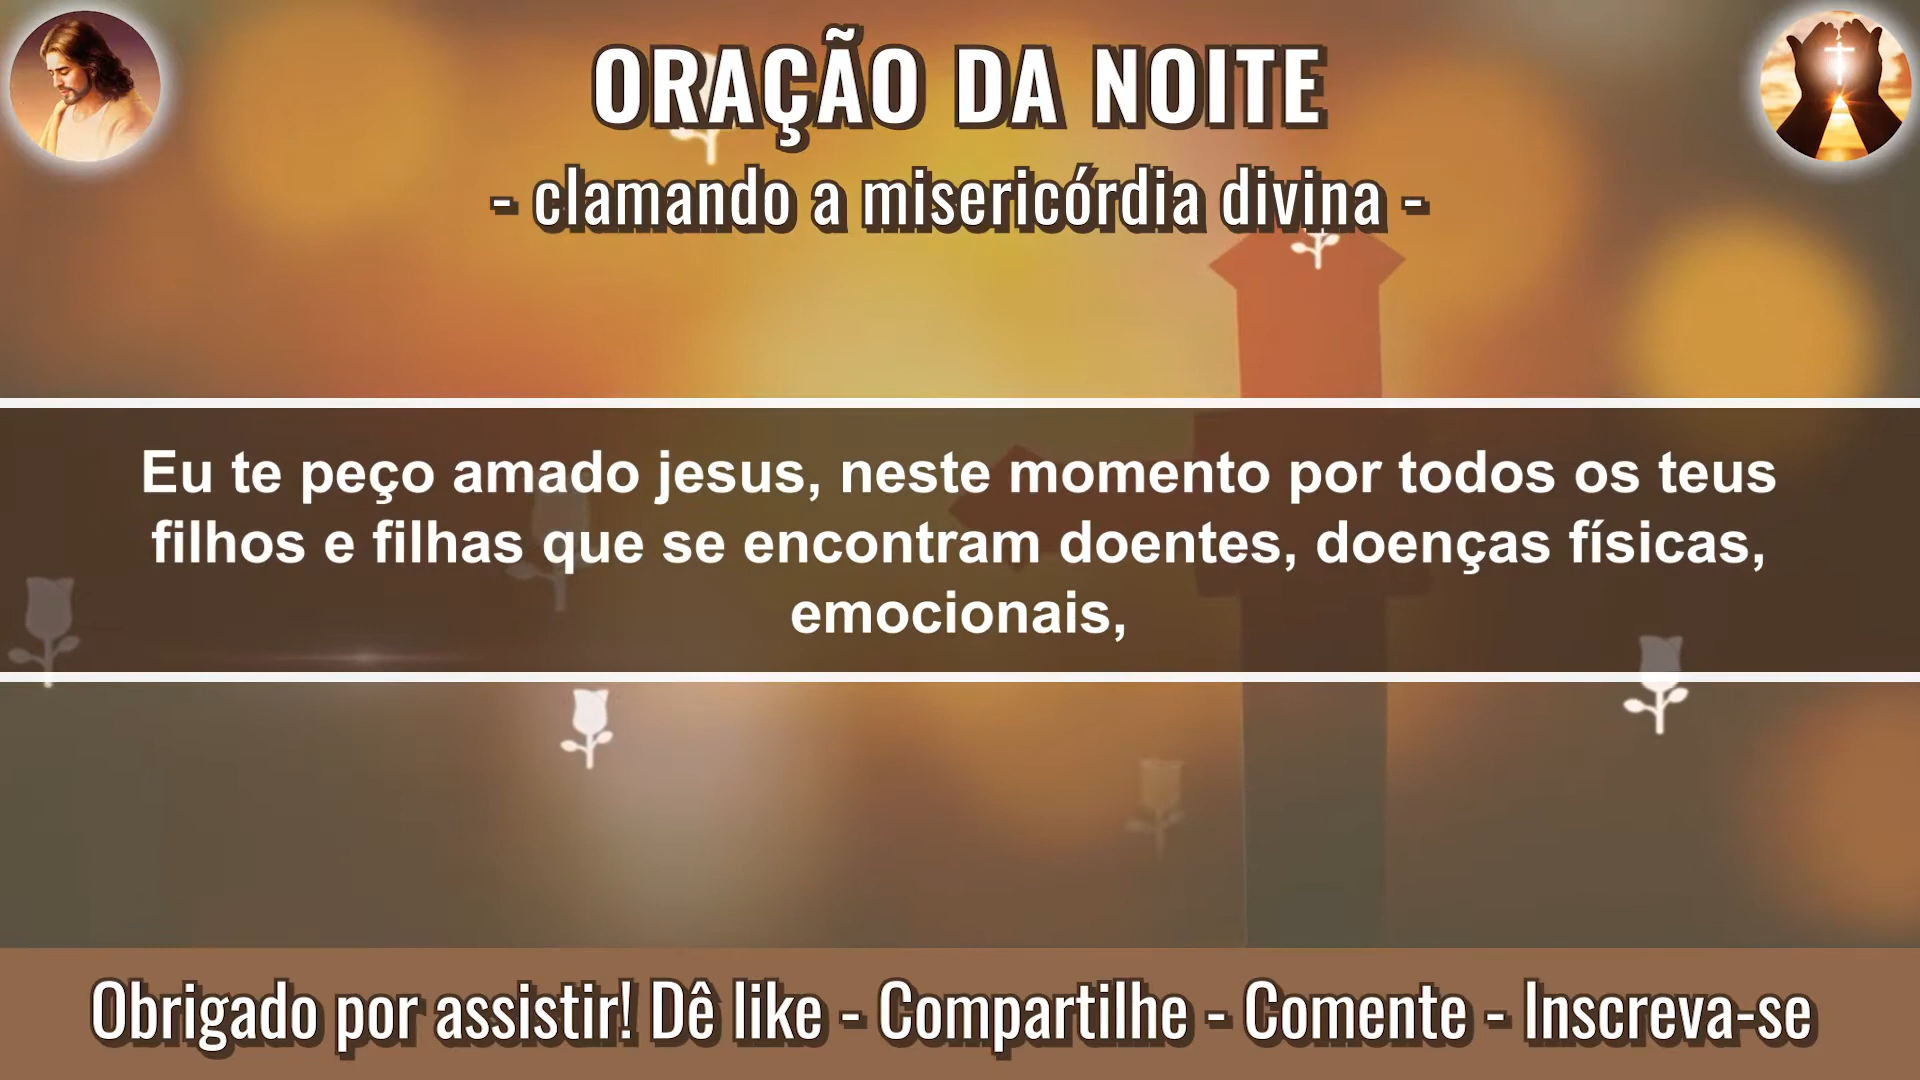 ORAÇÃO DA NOITE
- clamando a misericórdia divina -
Eu te peço amado jesus, neste momento por todos os teus
filhos e filhas que se encontram doentes, doenças físicas,
emocionais,
Obrigado por assistir! Dê like - Compartilhe - Comente - Inscreva-se